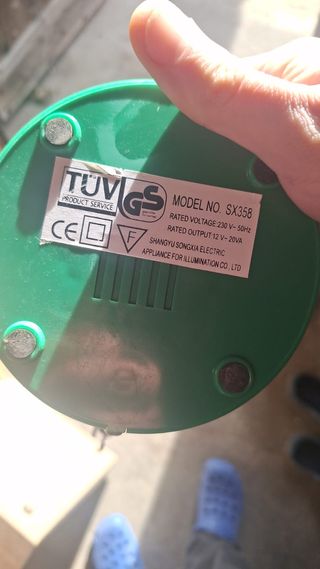 TÜV
PRODUCT SERVICE
GS
MODEL NO. SX358
RATED VOLTAGE:230 V~ 50Hz
RATED OUTPUT:12 V~ 20VA
CE
F
SHANGYU SONGXIA ELECTRIC
APPLIANCE FOR ILLUMINATION CO. LTD